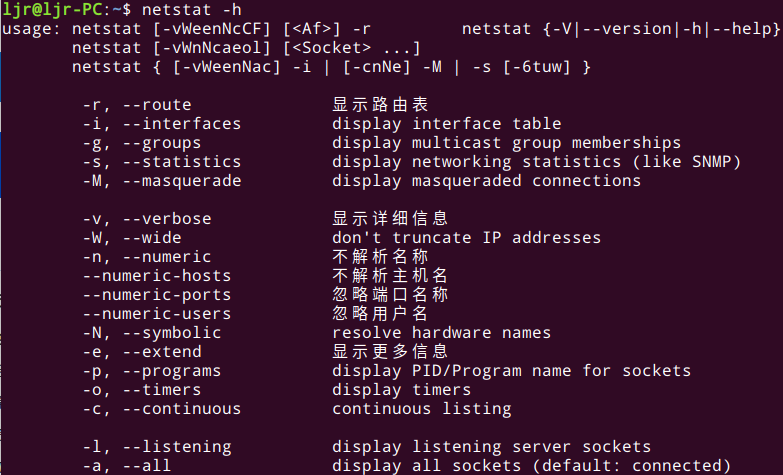 ljr@ljr-PC:~$ netstat -h
usage: netstat [-vWeenNcCF] [<Af>] -r         netstat {-V|--version|-h|--help}
       netstat [-vWnNcaeol] [<Socket> ...]
       netstat { [-vWeenNac] -i | [-cnNe] -M | -s [-6tuw] }
        -r, --route              显示路由表
        -i, --interfaces         display interface table
        -g, --groups             display multicast group memberships
        -s, --statistics         display networking statistics (like SNMP)
        -M, --masquerade         display masqueraded connections
        -v, --verbose            显示详细信息
        -W, --wide               don't truncate IP addresses
        -n, --numeric            不解析名称
        --numeric-hosts          不解析主机名
        --numeric-ports          忽略端口名称
        --numeric-users          忽略用户名
        -N, --symbolic           resolve hardware names
        -e, --extend             显示更多信息
        -p, --programs           display PID/Program name for sockets
        -o, --timers             display timers
        -c, --continuous         continuous listing
        -l, --listening          display listening server sockets
        -a, --all                display all sockets (default: connected)